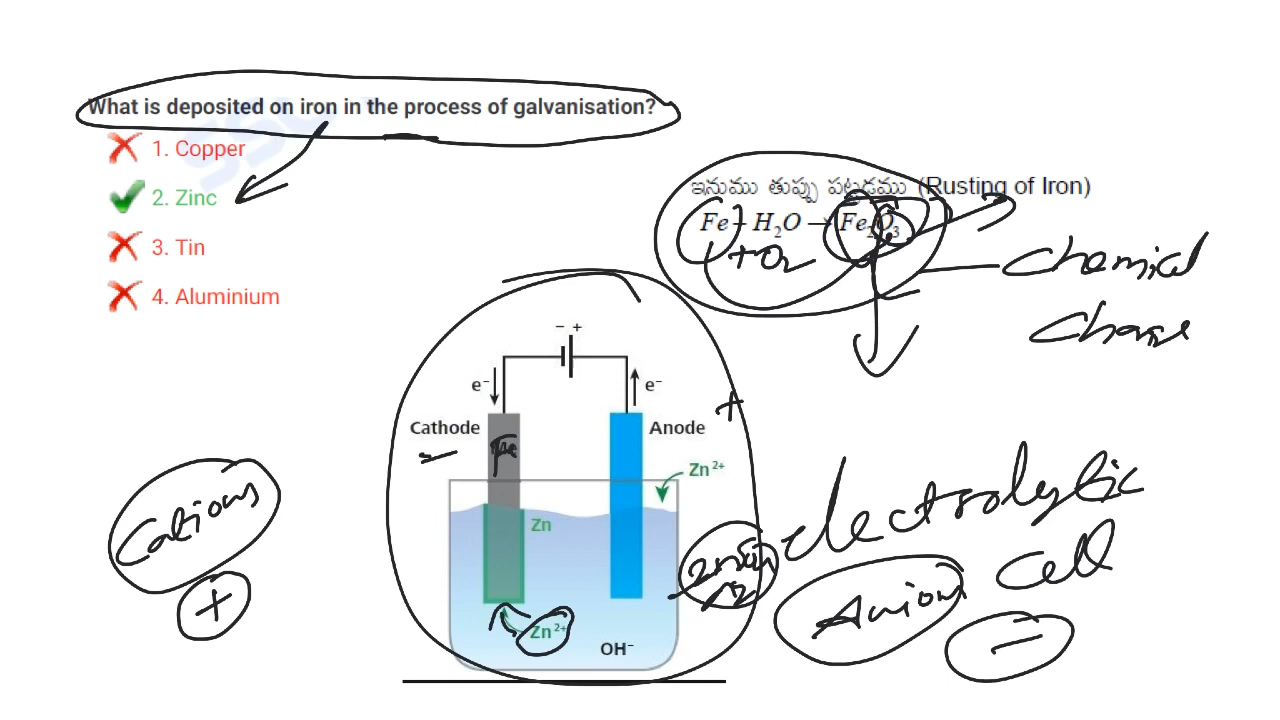 What is deposited on iron in the process of galvanisation?
1. Copper
2. Zinc
3. Tin
4. Aluminium
ఇనుము తుప్పు పట్టడము (Rusting of Iron)
Fe + H₂O → Fe₂O₃
+O₂
chemical
change
− +
e⁻
e⁻
Cathode
Fe
Anode
+
Zn²⁺
Zn
Zn²⁺
OH⁻
Cations
+
electrolytic
cell
Anions
−